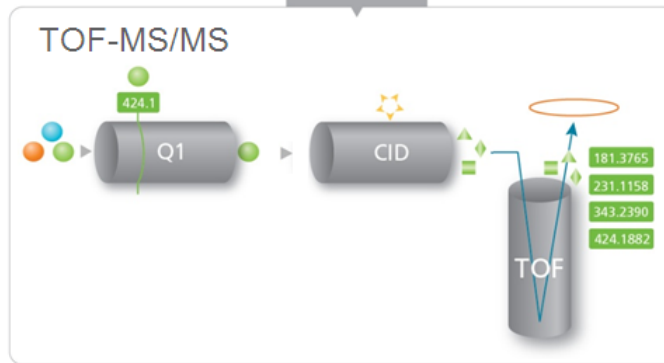 TOF-MS/MS
424.1
Q1
CID
181.3765
231.1158
343.2390
424.1882
TOF